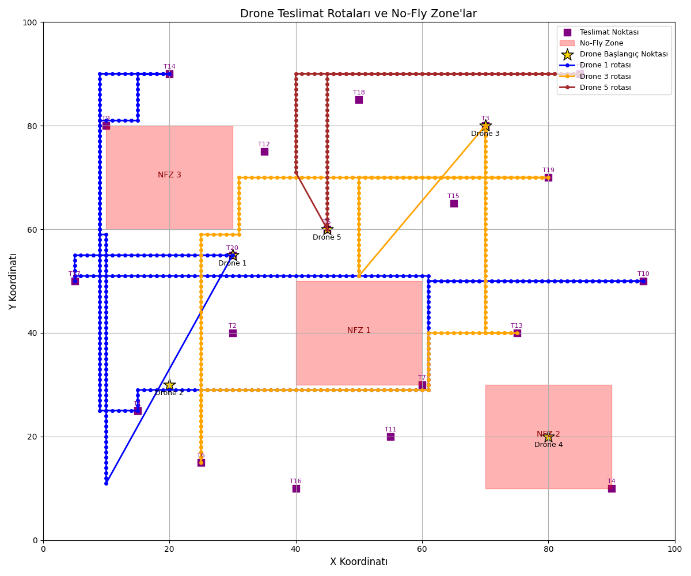 Drone Teslimat Rotaları ve No-Fly Zone'lar
Teslimat Noktası
No-Fly Zone
Drone Başlangıç Noktası
Drone 1 rotası
Drone 3 rotası
Drone 5 rotası
T14
T18
T3
Drone 3
T12
NFZ 3
T19
T15
Drone 5
T20
Drone 1
T10
NFZ 1
T2
T13
T7
Drone 2
T11
NFZ 2
Drone 4
T16
T4
0
20
40
60
80
100
0
20
40
60
80
100
X Koordinatı
Y Koordinatı